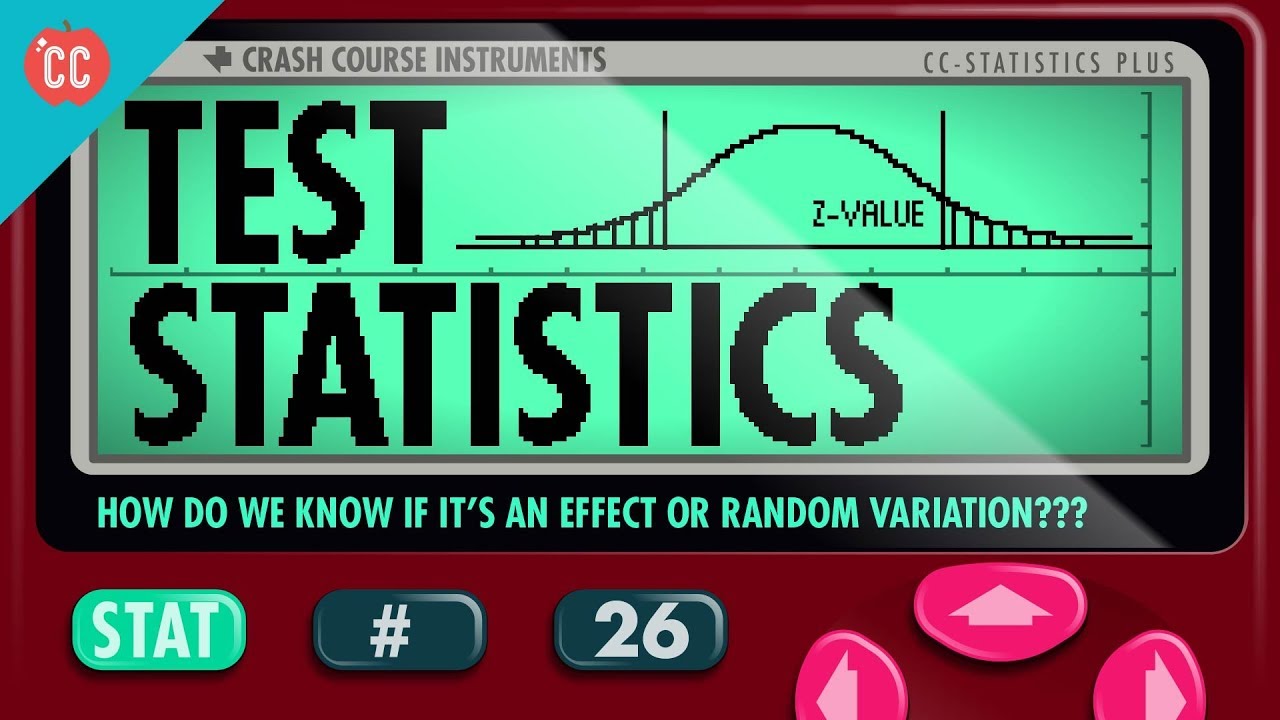 CC
CRASH COURSE INSTRUMENTS
CC-STATISTICS PLUS
TEST
Z-VALUE
STATISTICS
HOW DO WE KNOW IF IT'S AN EFFECT OR RANDOM VARIATION???
STAT # 26